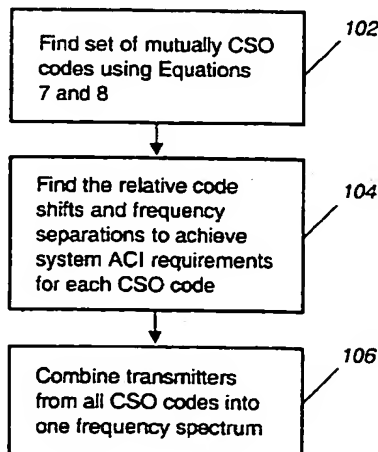 Find set of mutually CSO
codes using Equations
7 and 8
102
Find the relative code
shifts and frequency
separations to achieve
system ACI requirements
for each CSO code
104
Combine transmitters
from all CSO codes into
one frequency spectrum
106